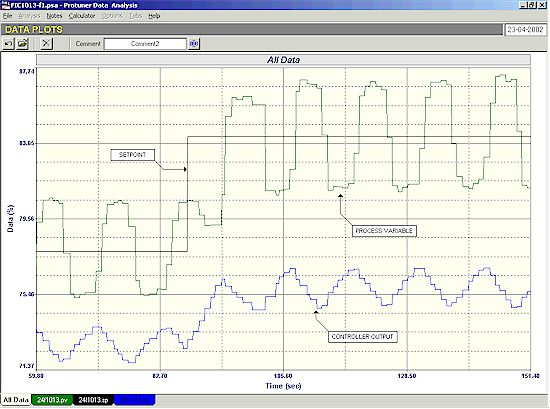 FIC1013-f1.psa - Protuner Data Analysis
File Analysis Notes Calculator Options Tabs Help
DATA PLOTS 23-04-2002
Comment Comment2
All Data
87.74
83.65
79.56
75.46
71.37
Data (%)
SETPOINT
PROCESS VARIABLE
CONTROLLER OUTPUT
59.80 82.70 105.60 128.50 151.40
Time (sec)
All Data 24I1013.pv 24I1013.sp